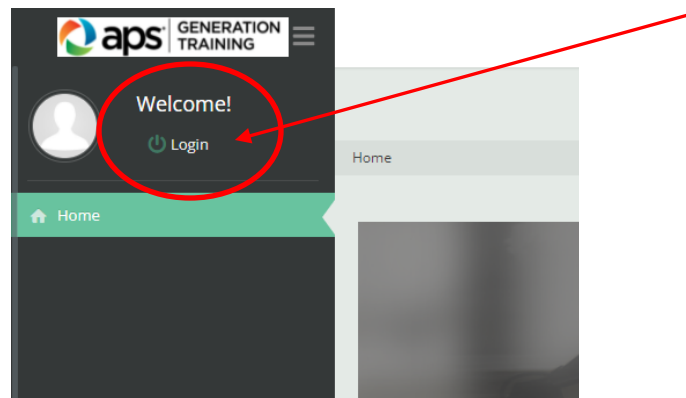 aps GENERATION
TRAINING
Welcome!
Login
Home
Home